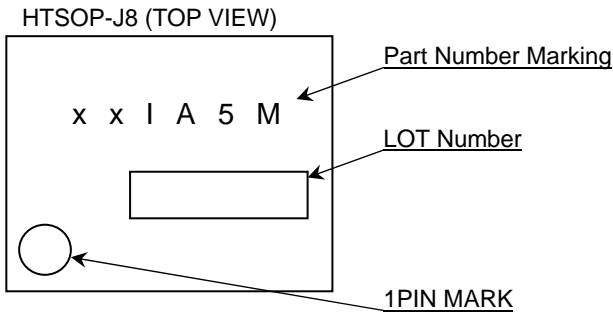 HTSOP-J8 (TOP VIEW)
Part Number Marking
x x I A 5 M
LOT Number
1PIN MARK